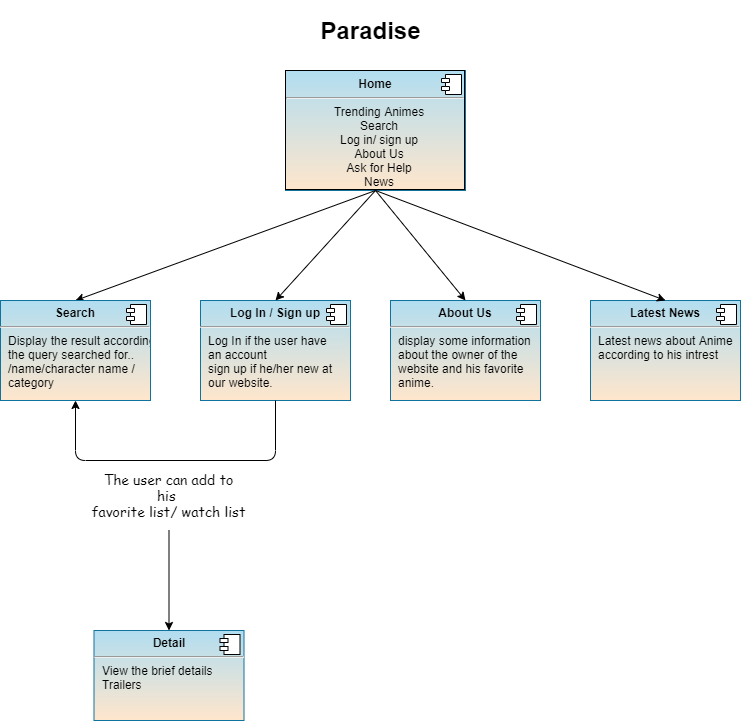 Paradise
Home
Trending Animes
Search
Log in/ sign up
About Us
Ask for Help
News
Search
Display the result according
the query searched for..
/name/character name /
category
Log In / Sign up
Log In if the user have
an account
sign up if he/her new at
our website.
About Us
display some information
about the owner of the
website and his favorite
anime.
Latest News
Latest news about Anime
according to his intrest
The user can add to
his
favorite list/ watch list
Detail
View the brief details
Trailers